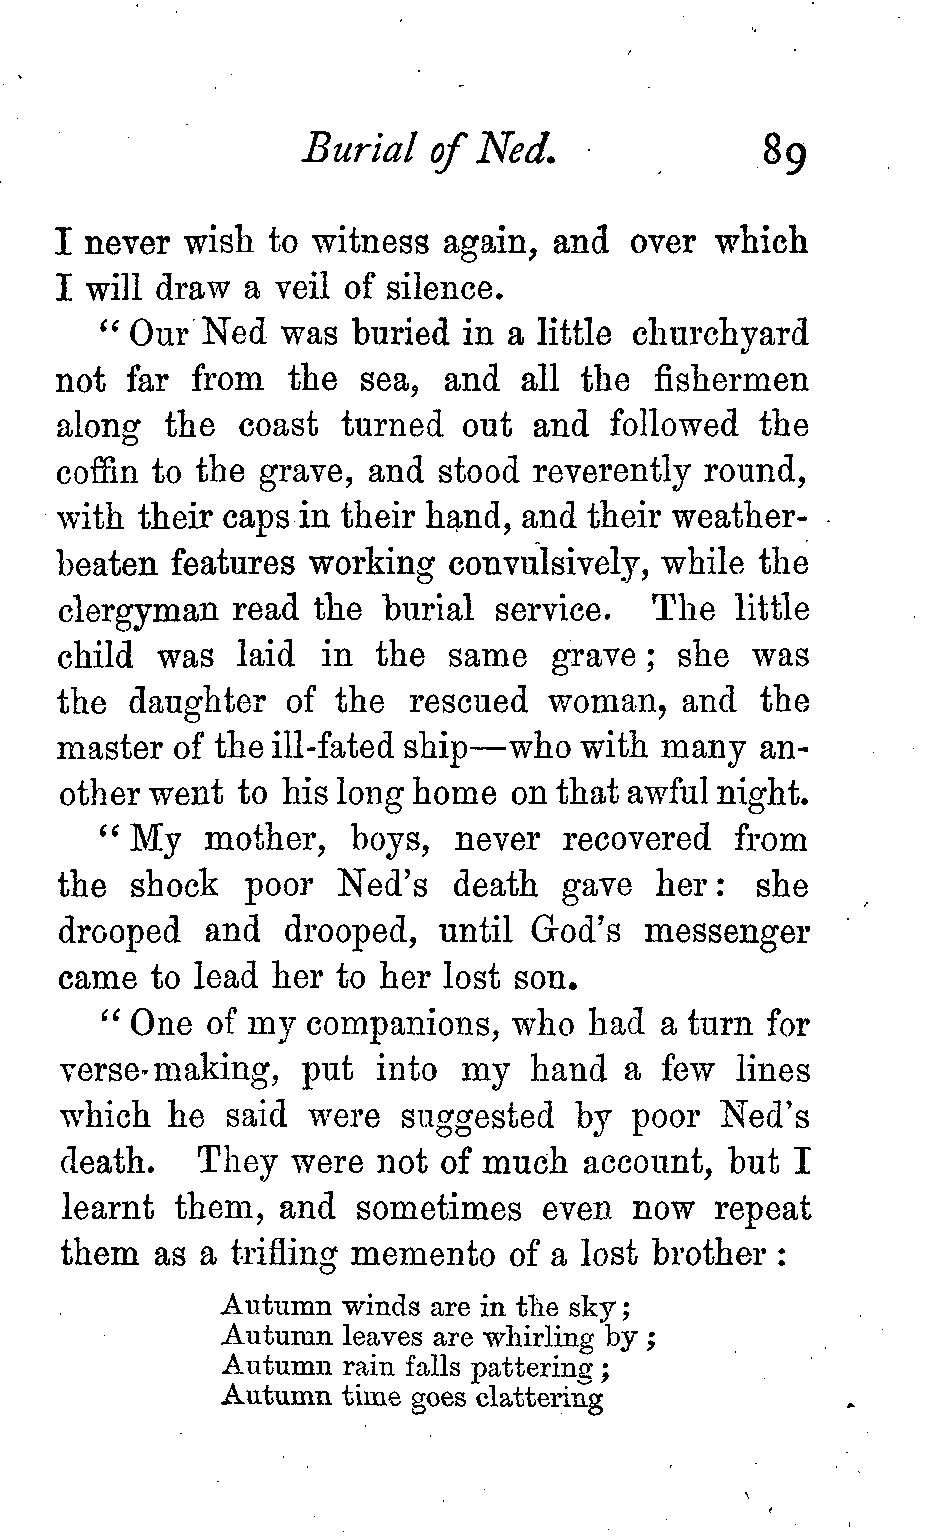 Burial of Ned. 89
I never wish to witness again, and over which
I will draw a veil of silence.
“ Our Ned was buried in a little churchyard
not far from the sea, and all the fishermen
along the coast turned out and followed the
coffin to the grave, and stood reverently round,
with their caps in their hand, and their weather-
beaten features working convulsively, while the
clergyman read the burial service. The little
child was laid in the same grave ; she was
the daughter of the rescued woman, and the
master of the ill-fated ship—who with many an-
other went to his long home on that awful night.
“ My mother, boys, never recovered from
the shock poor Ned's death gave her : she
drooped and drooped, until God's messenger
came to lead her to her lost son.
“ One of my companions, who had a turn for
verse-making, put into my hand a few lines
which he said were suggested by poor Ned's
death. They were not of much account, but I
learnt them, and sometimes even now repeat
them as a trifling memento of a lost brother :
Autumn winds are in the sky ;
Autumn leaves are whirling by ;
Autumn rain falls pattering ;
Autumn time goes clattering